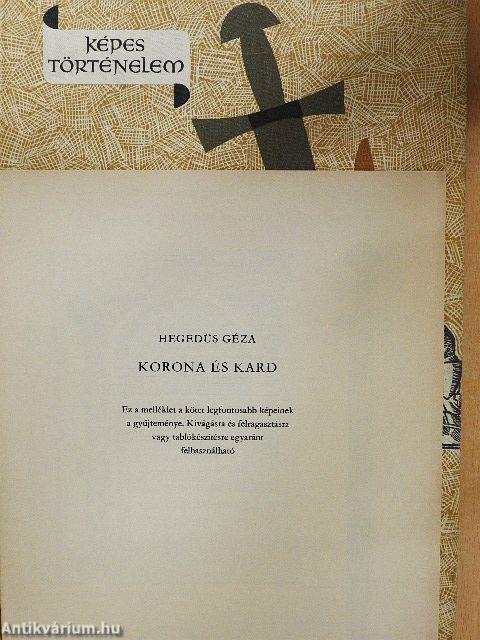 KÉPES
TÖRTÉNELEM
HEGEDÜS GÉZA
KORONA ÉS KARD
Ez a melléklet a kötet legfontosabb képeinek
a gyűjteménye. Kivágásra és felragasztásra
vagy tablókészítésre egyaránt
felhasználható
Antikvárium.hu